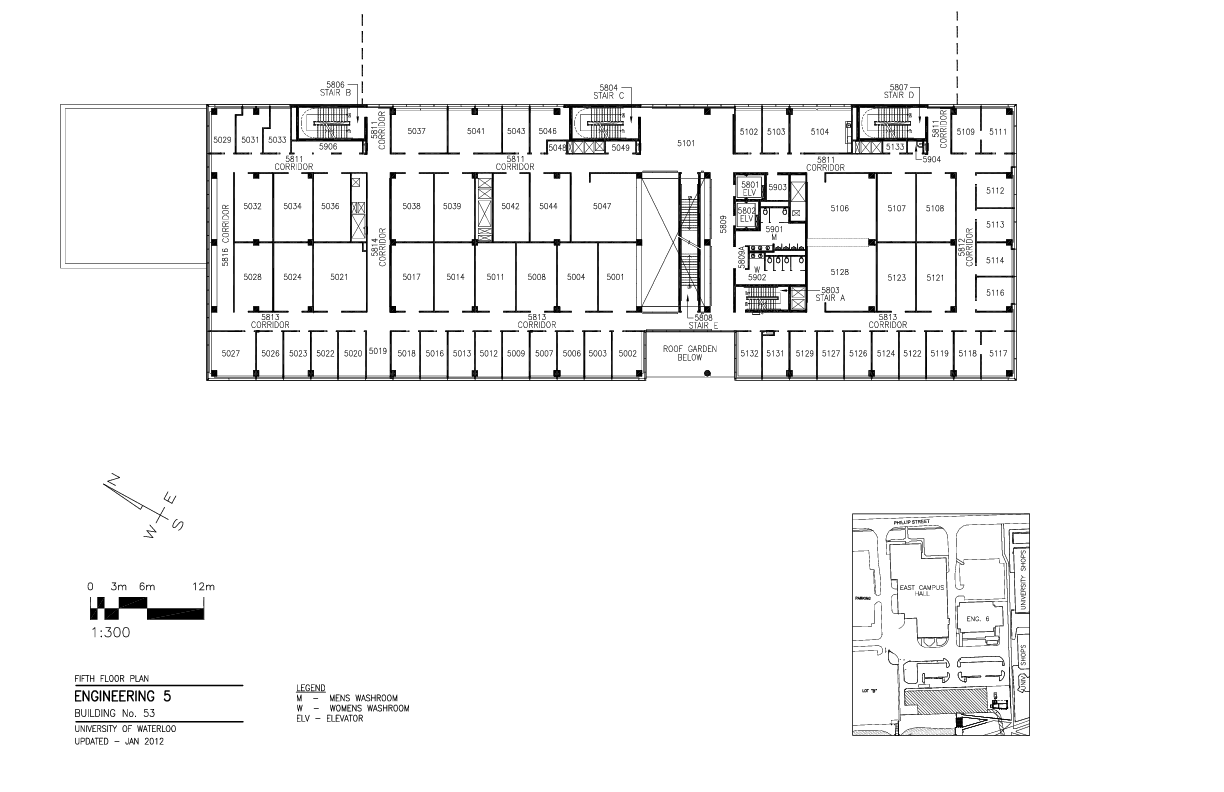 5806
STAIR B
5804
STAIR C
5807
STAIR D
5029
5031
5033
5906
5811
CORRIDOR
5037
5041
5043
5046
5048
5049
5101
5102
5103
5104
5133
5904
5811
CORRIDOR
5109
5111
5811
CORRIDOR
5811
CORRIDOR
5811
CORRIDOR
5816 CORRIDOR
5032
5034
5036
5814
CORRIDOR
5038
5039
5042
5044
5047
5809
5801
ELV
5802
ELV
5903
5901
M
5809A
W
5902
5106
5107
5108
5812
CORRIDOR
5112
5113
5114
5116
5028
5024
5021
5017
5014
5011
5008
5004
5001
5128
5123
5121
5803
STAIR A
5808
STAIR E
5813
CORRIDOR
5813
CORRIDOR
5813
CORRIDOR
5027
5026
5023
5022
5020
5019
5018
5016
5013
5012
5009
5007
5006
5003
5002
ROOF GARDEN
BELOW
5132
5131
5129
5127
5126
5124
5122
5119
5118
5117
N
E
W
S
0 3m 6m 12m
1:300
FIFTH FLOOR PLAN
ENGINEERING 5
BUILDING No. 53
UNIVERSITY OF WATERLOO
UPDATED – JAN 2012
LEGEND
M – MENS WASHROOM
W – WOMENS WASHROOM
ELV – ELEVATOR
PHILLIP STREET
EAST CAMPUS
HALL
PARKING
ENG. 6
UNIVERSITY SHOPS
SHOPS
LOT "B"